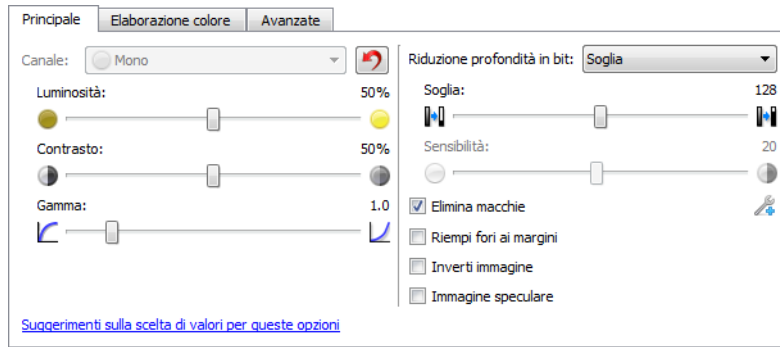 Principale Elaborazione colore Avanzate
Canale: Mono
Luminosità: 50%
Contrasto: 50%
Gamma: 1.0
Suggerimenti sulla scelta di valori per queste opzioni
Riduzione profondità in bit: Soglia
Soglia: 128
Sensibilità: 20
Elimina macchie
Riempi fori ai margini
Inverti immagine
Immagine speculare